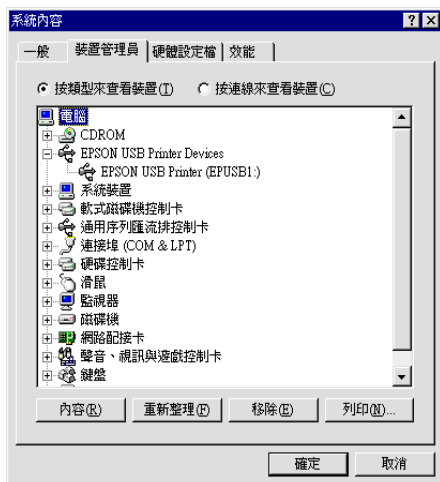 系統內容
一般 裝置管理員 硬體設定檔 效能
按類型來查看裝置(T) 按連線來查看裝置(C)
電腦
CDROM
EPSON USB Printer Devices
EPSON USB Printer (EPUSB1:)
系統裝置
軟式磁碟機控制卡
通用序列匯流排控制卡
連接埠 (COM & LPT)
硬碟控制卡
滑鼠
監視器
磁碟機
網路配接卡
聲音、視訊與遊戲控制卡
鍵盤
內容(R) 重新整理(F) 移除(E) 列印(N)...
確定 取消